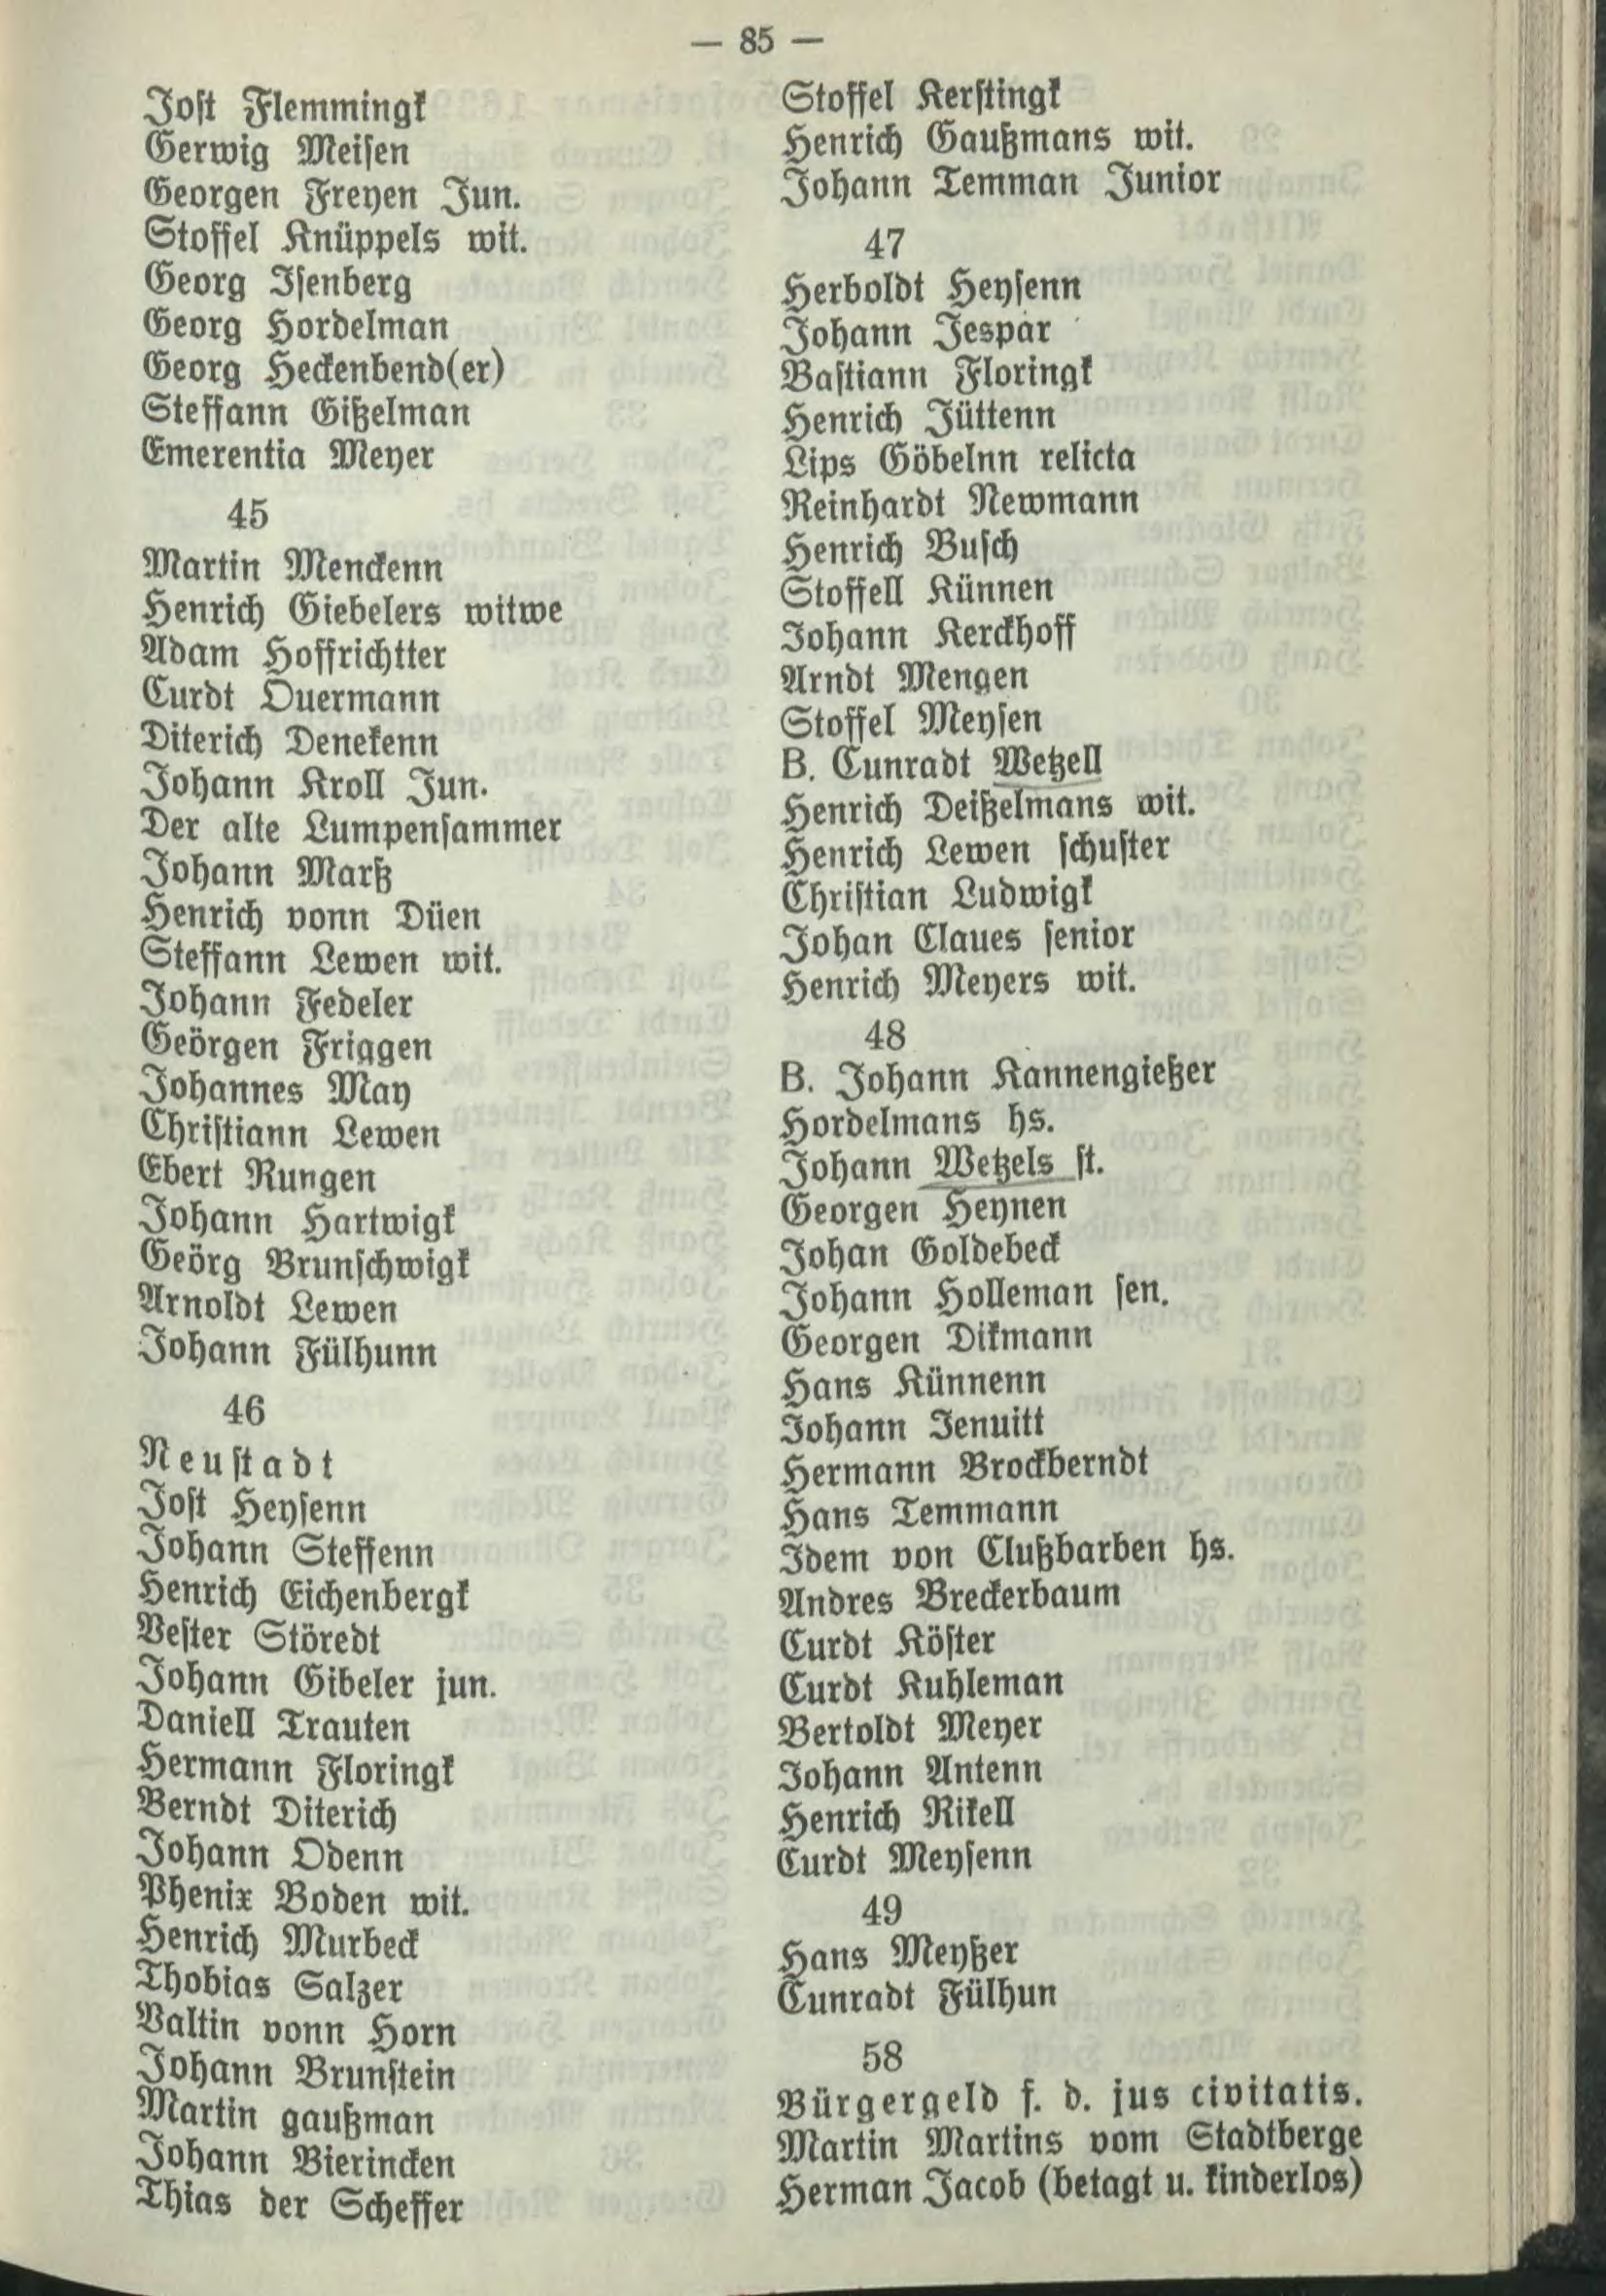 — 85 —
Joſt Flemmingk
Gerwig Meiſen
Georgen Freyen Jun.
Stoffel Knüppels wit.
Georg Iſenberg
Georg Hordelman
Georg Heckenbend(er)
Steffann Gißelman
Emerentia Meyer
45
Martin Menckenn
Henrich Giebelers witwe
Adam Hoffrichtter
Curdt Duermann
Diterich Denekenn
Johann Kroll Jun.
Der alte Lumpenſammer
Johann Marß
Henrich vonn Düen
Steffann Lewen wit.
Johann Fedeler
Geörgen Friggen
Johannes May
Chriſtiann Lewen
Ebert Rungen
Johann Hartwigk
Geörg Brunſchwigk
Arnoldt Lewen
Johann Fülhunn
46
Neuſtadt
Joſt Heyſenn
Johann Steffenn
Henrich Eichenbergk
Veſter Störedt
Johann Gibeler jun.
Daniell Trauten
Hermann Floringk
Berndt Diterich
Johann Odenn
Phenix Boden wit.
Henrich Murbeck
Thobias Salzer
Valtin vonn Horn
Johann Brunſtein
Martin gaußman
Johann Bierincken
Thias der Scheffer
Stoffel Kerſtingk
Henrich Gaußmans wit.
Johann Temman Junior
47
Herboldt Heyſenn
Johann Jespar
Baſtiann Floringk
Henrich Jüttenn
Lips Göbelnn relicta
Reinhardt Newmann
Henrich Buſch
Stoffell Künnen
Johann Kerckhoff
Arndt Mengen
Stoffel Meyſen
B. Cunradt Wetzell
Henrich Deißelmans wit.
Henrich Lewen ſchuſter
Chriſtian Ludwigk
Johan Claues ſenior
Henrich Meyers wit.
48
B. Johann Kannengießer
Hordelmans hs.
Johann Wetzels ſt.
Georgen Heynen
Johan Goldebeck
Johann Holleman ſen.
Georgen Dikmann
Hans Künnenn
Johann Jenuitt
Hermann Brockberndt
Hans Temmann
Idem von Clußbarben hs.
Andres Breckerbaum
Curdt Köſter
Curdt Kuhleman
Bertoldt Meyer
Johann Antenn
Henrich Rikell
Curdt Meyſenn
49
Hans Meyßer
Cunradt Fülhun
58
Bürgergeld f. d. jus civitatis.
Martin Martins vom Stadtberge
Herman Jacob (betagt u. kinderlos)